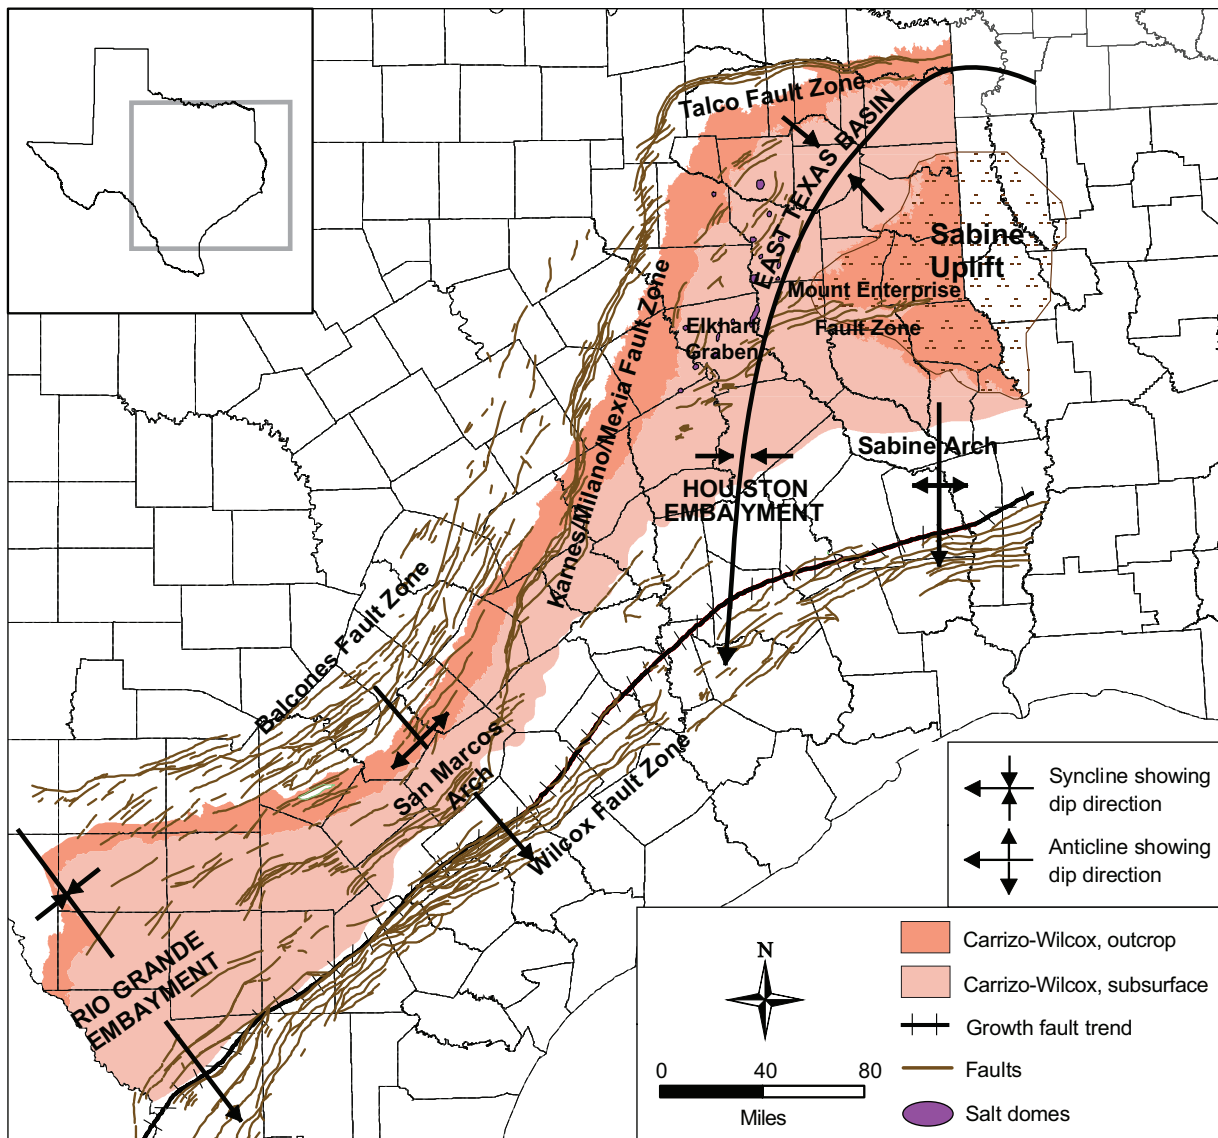 Talco Fault Zone
EAST TEXAS BASIN
Sabine
Uplift
Mount Enterprise
Fault Zone
Elkhart
Graben
Karnes/Milano/Mexia Fault Zone
Sabine Arch
HOUSTON
EMBAYMENT
Balcones Fault Zone
San Marcos
Arch
Wilcox Fault Zone
RIO GRANDE
EMBAYMENT
Syncline showing
dip direction
Anticline showing
dip direction
N
0 40 80
Miles
Carrizo-Wilcox, outcrop
Carrizo-Wilcox, subsurface
Growth fault trend
Faults
Salt domes